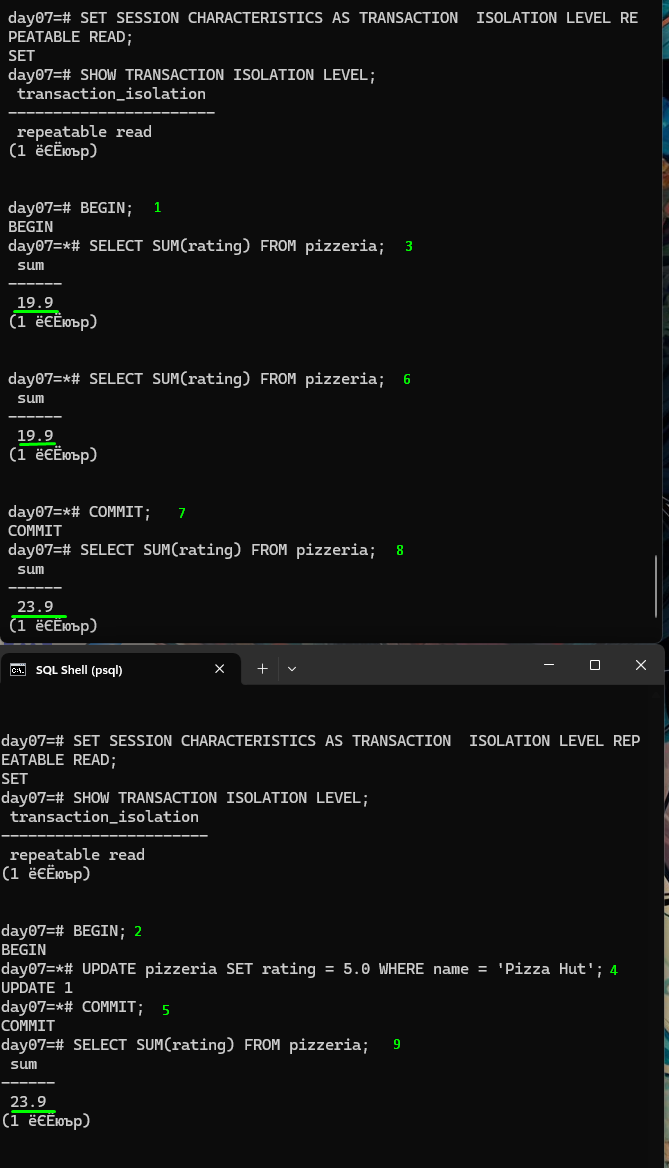 day07=# SET SESSION CHARACTERISTICS AS TRANSACTION  ISOLATION LEVEL RE
PEATABLE READ;
SET
day07=# SHOW TRANSACTION ISOLATION LEVEL;
 transaction_isolation
-----------------------
 repeatable read
(1 ёЄЁюър)
day07=# BEGIN; 1
BEGIN
day07=*# SELECT SUM(rating) FROM pizzeria; 3
 sum
------
 19.9
(1 ёЄЁюър)
day07=*# SELECT SUM(rating) FROM pizzeria; 6
 sum
------
 19.9
(1 ёЄЁюър)
day07=*# COMMIT; 7
COMMIT
day07=# SELECT SUM(rating) FROM pizzeria; 8
 sum
------
 23.9
(1 ёЄЁюър)
SQL Shell (psql)
day07=# SET SESSION CHARACTERISTICS AS TRANSACTION  ISOLATION LEVEL REP
EATABLE READ;
SET
day07=# SHOW TRANSACTION ISOLATION LEVEL;
 transaction_isolation
-----------------------
 repeatable read
(1 ёЄЁюър)
day07=# BEGIN; 2
BEGIN
day07=*# UPDATE pizzeria SET rating = 5.0 WHERE name = 'Pizza Hut'; 4
UPDATE 1
day07=*# COMMIT; 5
COMMIT
day07=# SELECT SUM(rating) FROM pizzeria; 9
 sum
------
 23.9
(1 ёЄЁюър)